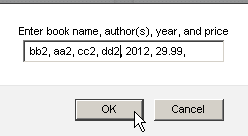 Enter book name, author(s), year, and price
bb2, aa2, cc2, dd2, 2012, 29.99,
OK Cancel